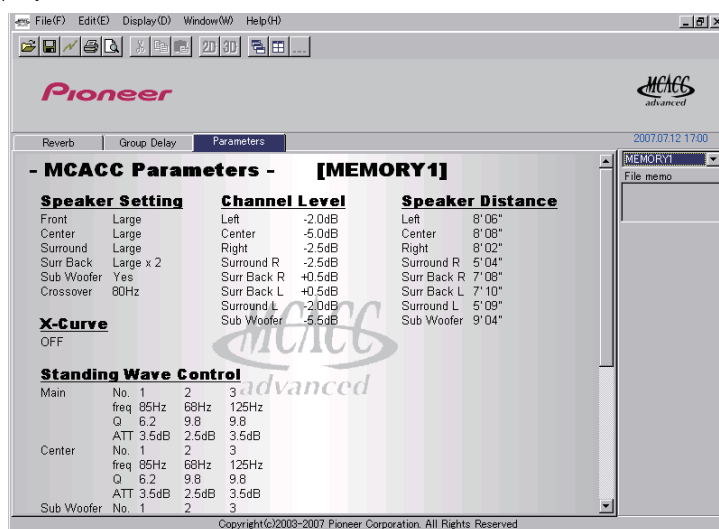 File(F) Edit(E) Display(D) Window(W) Help(H)
2D 3D ...
Pioneer
MCACC
advanced
Reverb Group Delay Parameters
2007.07.12 17:00
- MCACC Parameters - [MEMORY1]
MEMORY1
File memo
Speaker Setting
Front Large
Center Large
Surround Large
Surr Back Large x 2
Sub Woofer Yes
Crossover 80Hz
X-Curve
OFF
Channel Level
Left -2.0dB
Center -5.0dB
Right -2.5dB
Surround R -2.5dB
Surr Back R +0.5dB
Surr Back L +0.5dB
Surround L -2.0dB
Sub Woofer -5.5dB
Speaker Distance
Left 8'06"
Center 8'08"
Right 8'02"
Surround R 5'04"
Surr Back R 7'08"
Surr Back L 7'10"
Surround L 5'09"
Sub Woofer 9'04"
MCACC
advanced
Standing Wave Control
Main No. 1 2 3
freq 85Hz 68Hz 125Hz
Q 6.2 9.8 9.8
ATT 3.5dB 2.5dB 3.5dB
Center No. 1 2 3
freq 85Hz 68Hz 125Hz
Q 6.2 9.8 9.8
ATT 3.5dB 2.5dB 3.5dB
Sub Woofer No. 1 2 3
Copyright(c)2003-2007 Pioneer Corporation. All Rights Reserved